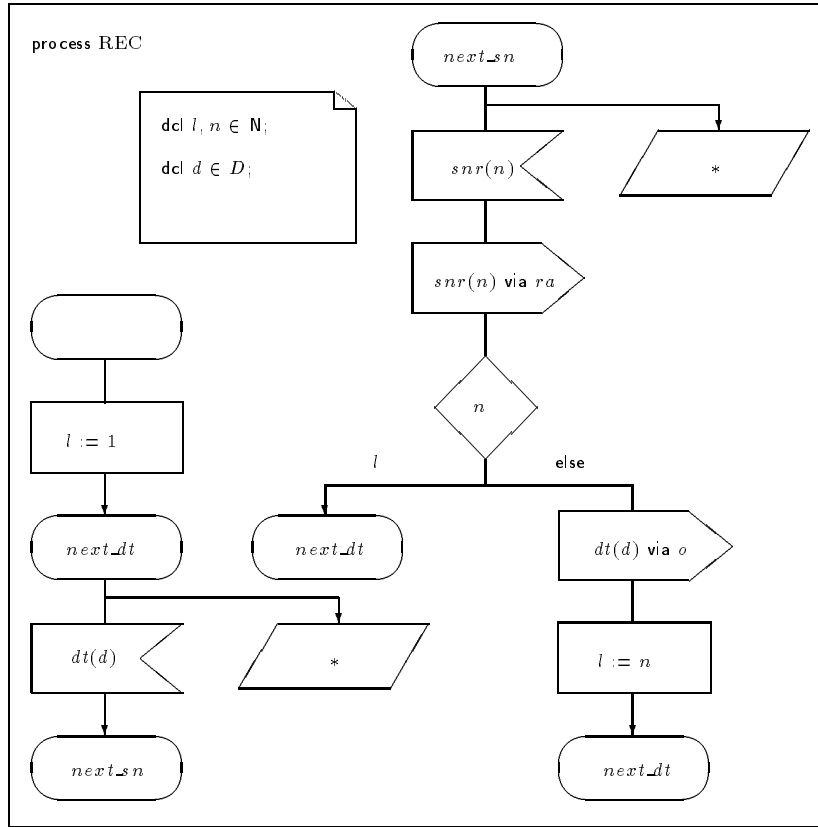 process REC
dcl l, n ∈ N;
dcl d ∈ D;
next_sn
snr(n)
*
snr(n) via ra
n
l
else
next_dt
dt(d) via o
l := n
next_dt
l := 1
next_dt
dt(d)
*
next_sn